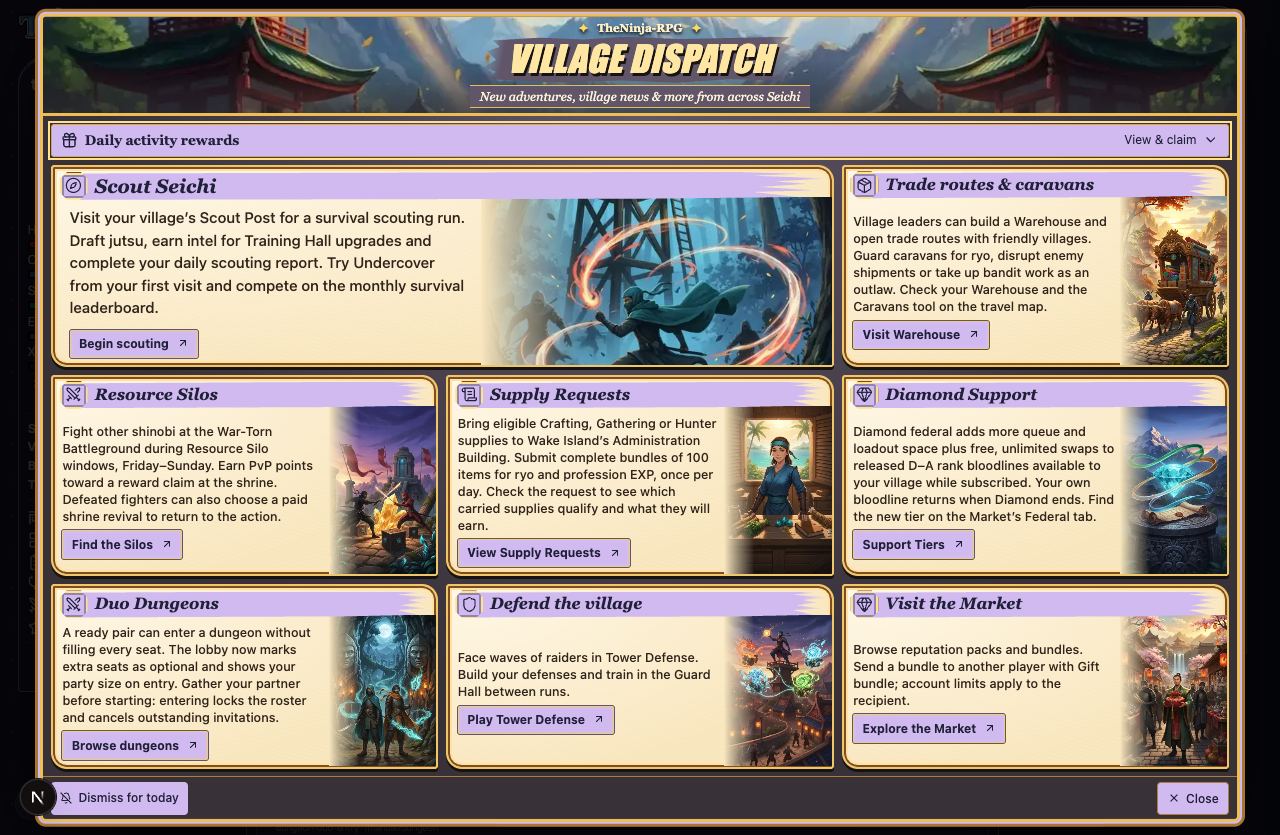 TheNinja-RPG
VILLAGE DISPATCH
New adventures, village news & more from across Seichi
Daily activity rewards
View & claim
Scout Seichi
Visit your village's Scout Post for a survival scouting run.
Draft jutsu, earn intel for Training Hall upgrades and
complete your daily scouting report. Try Undercover
from your first visit and compete on the monthly survival
leaderboard.
Begin scouting
Trade routes & caravans
Village leaders can build a Warehouse and
open trade routes with friendly villages.
Guard caravans for ryo, disrupt enemy
shipments or take up bandit work as an
outlaw. Check your Warehouse and the
Caravans tool on the travel map.
Visit Warehouse
Resource Silos
Fight other shinobi at the War-Torn
Battleground during Resource Silo
windows, Friday–Sunday. Earn PvP points
toward a reward claim at the shrine.
Defeated fighters can also choose a paid
shrine revival to return to the action.
Find the Silos
Supply Requests
Bring eligible Crafting, Gathering or Hunter
supplies to Wake Island's Administration
Building. Submit complete bundles of 100
items for ryo and profession EXP, once per
day. Check the request to see which
carried supplies qualify and what they will
earn.
View Supply Requests
Diamond Support
Diamond federal adds more queue and
loadout space plus free, unlimited swaps to
released D–A rank bloodlines available to
your village while subscribed. Your own
bloodline returns when Diamond ends. Find
the new tier on the Market's Federal tab.
Support Tiers
Duo Dungeons
A ready pair can enter a dungeon without
filling every seat. The lobby now marks
extra seats as optional and shows your
party size on entry. Gather your partner
before starting: entering locks the roster
and cancels outstanding invitations.
Browse dungeons
Defend the village
Face waves of raiders in Tower Defense.
Build your defenses and train in the Guard
Hall between runs.
Play Tower Defense
Visit the Market
Browse reputation packs and bundles.
Send a bundle to another player with Gift
bundle; account limits apply to the
recipient.
Explore the Market
N
Dismiss for today
Close